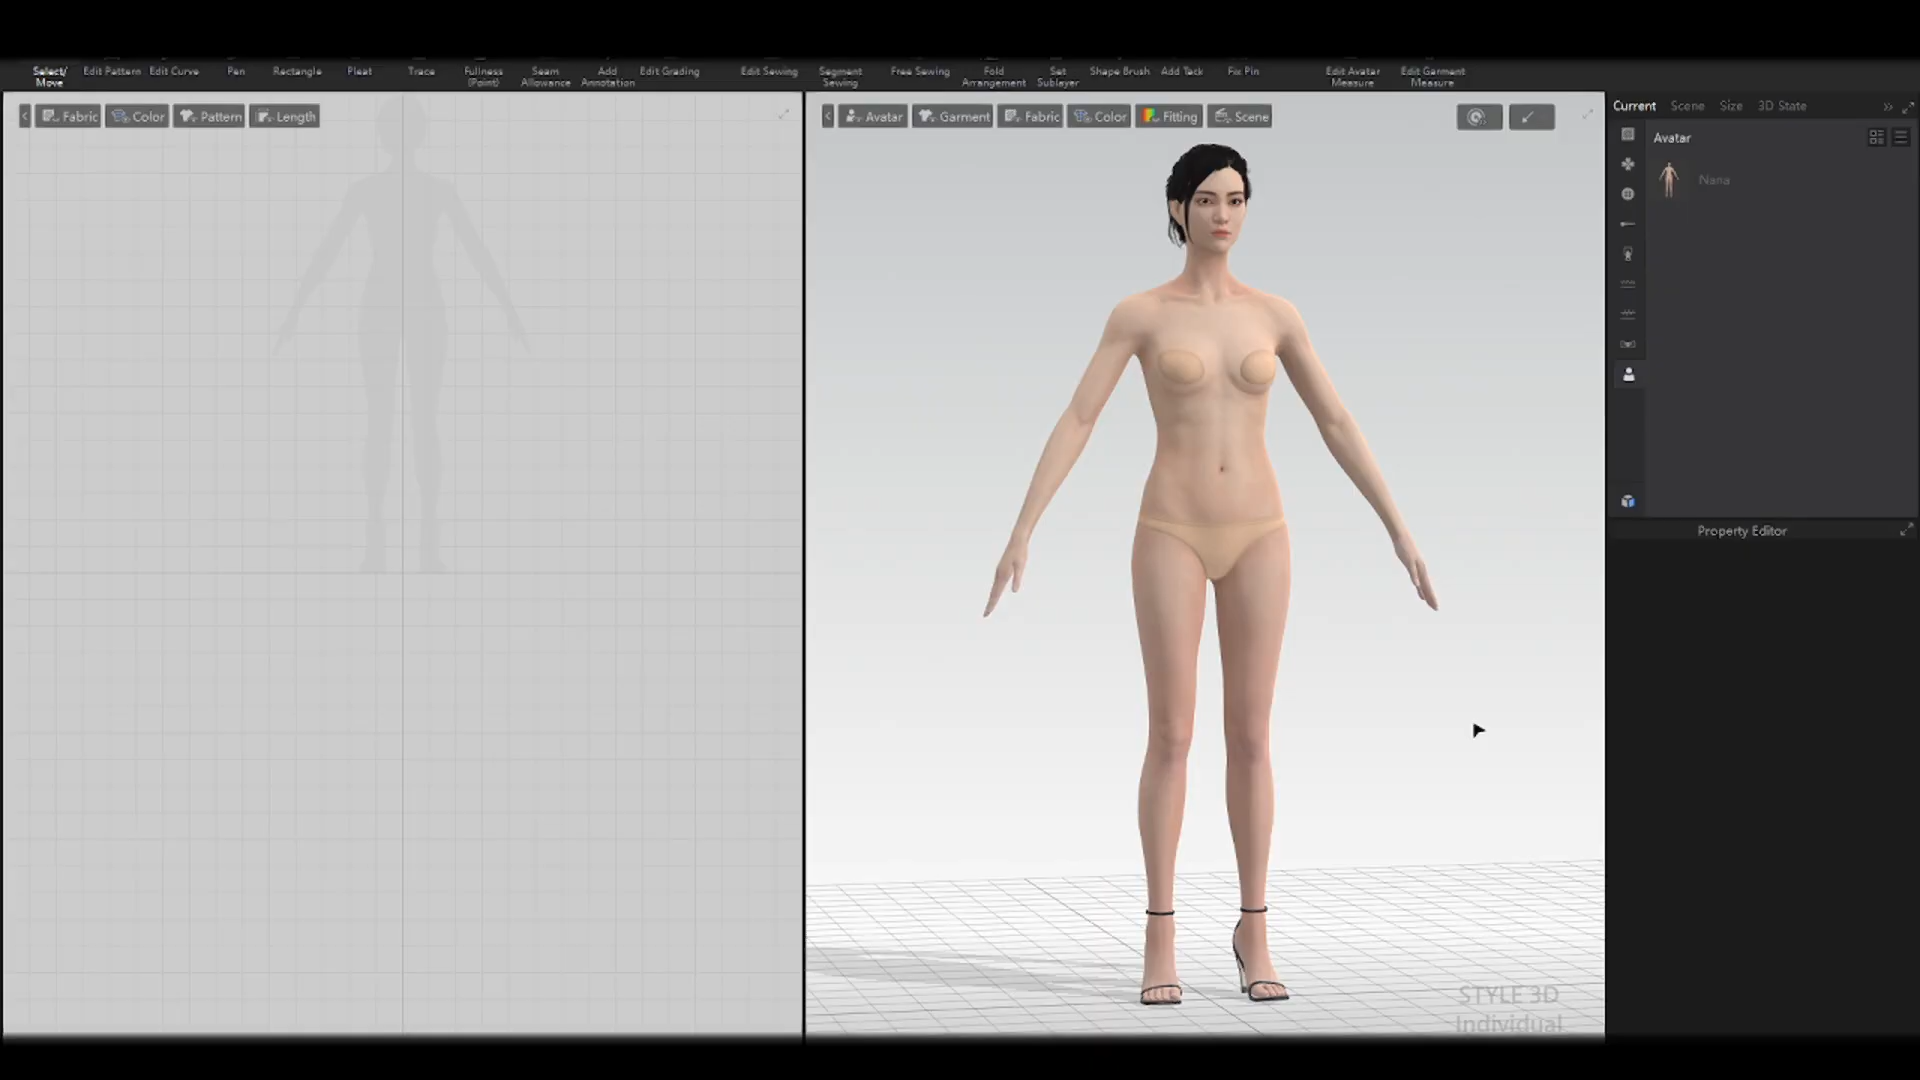 Select/ Move
Edit Pattern
Edit Curve
Pen
Rectangle
Pleat
Trace
Fullness (Point)
Seam Allowance
Add Annotation
Edit Grading
Edit Sewing
Segment Sewing
Free Sewing
Fold Arrangement
Set Sublayer
Shape Brush
Add Tack
Fix Pin
Edit Avatar Measure
Edit Garment Measure
Fabric
Color
Pattern
Length
Avatar
Garment
Fabric
Color
Fitting
Scene
Current
Scene
Size
3D State
Avatar
Nana
Property Editor
STYLE 3D
Individual